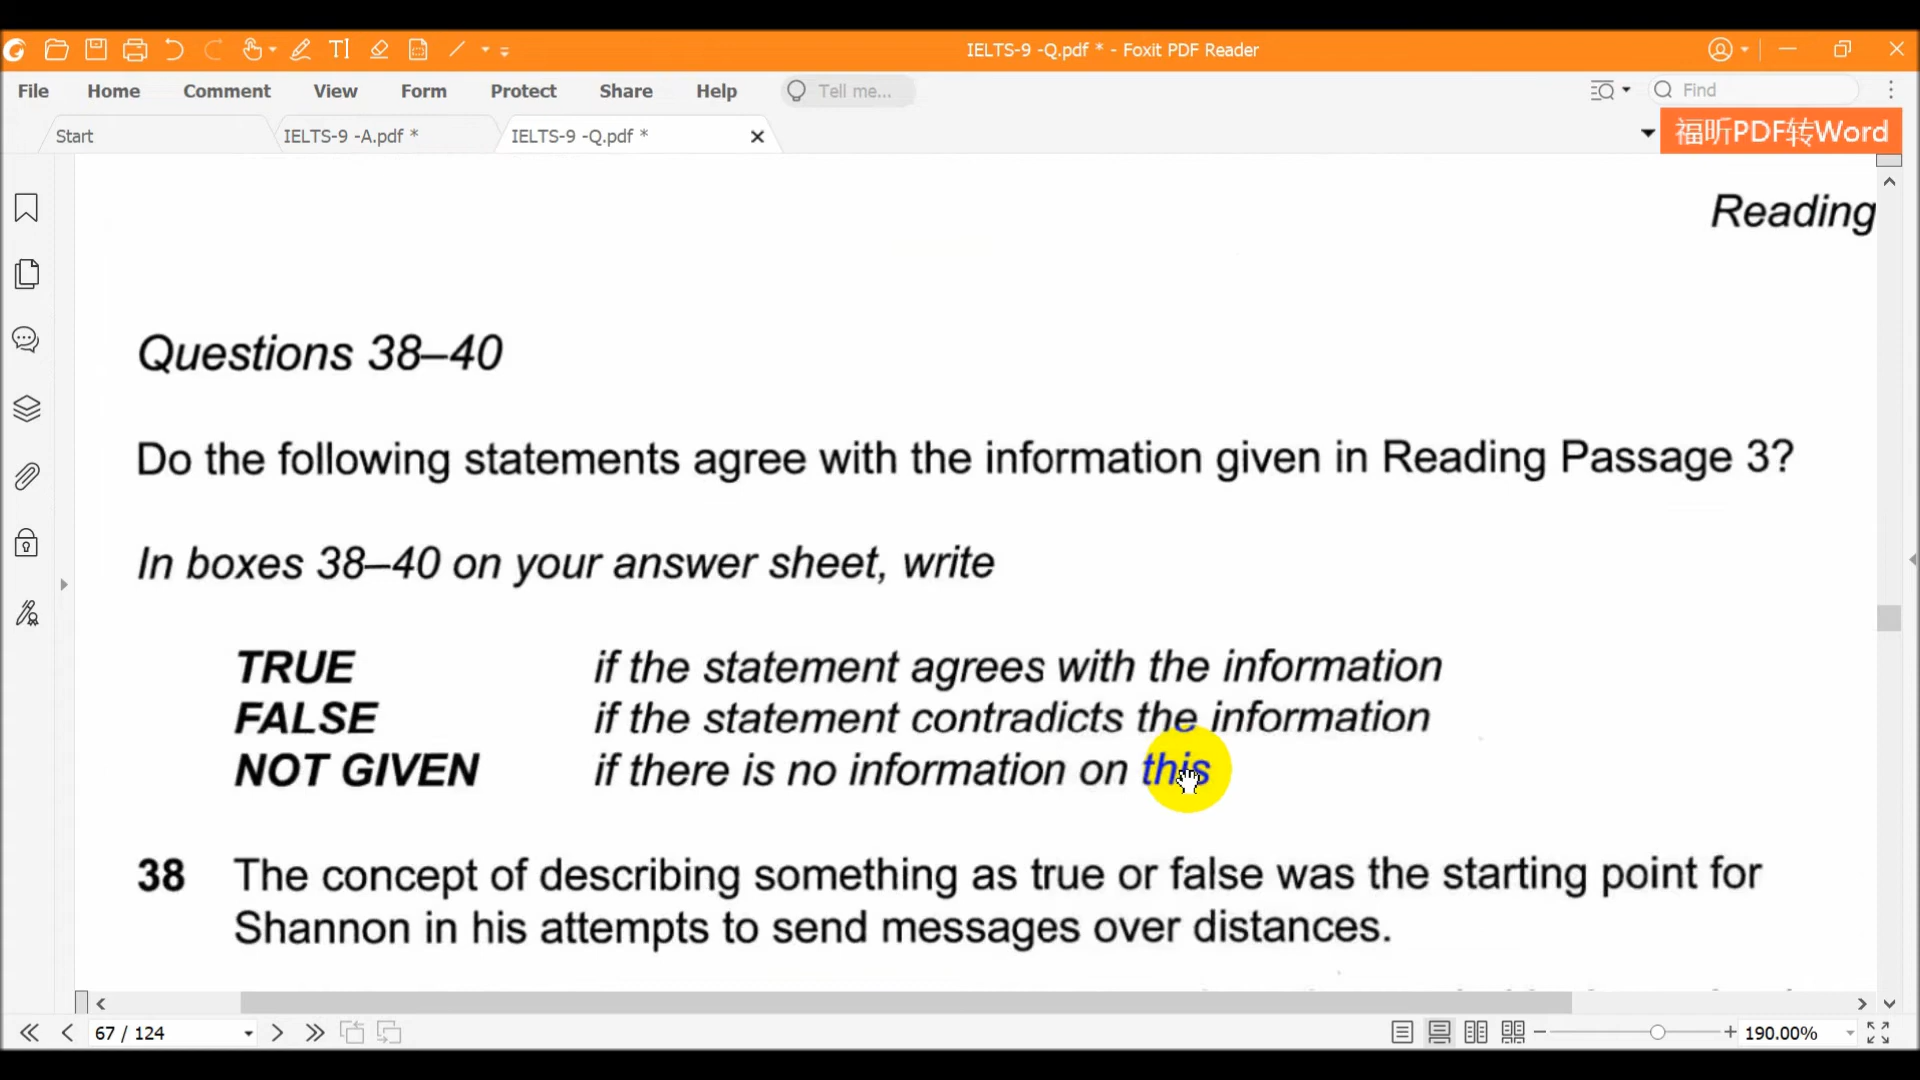 IELTS-9 -Q.pdf * - Foxit PDF Reader
File Home Comment View Form Protect Share Help Tell me... Find
Start IELTS-9 -A.pdf * IELTS-9 -Q.pdf * 福昕PDF转Word
Reading
Questions 38–40
Do the following statements agree with the information given in Reading Passage 3?
In boxes 38–40 on your answer sheet, write
TRUE if the statement agrees with the information
FALSE if the statement contradicts the information
NOT GIVEN if there is no information on this
38 The concept of describing something as true or false was the starting point for
Shannon in his attempts to send messages over distances.
67 / 124 190.00%